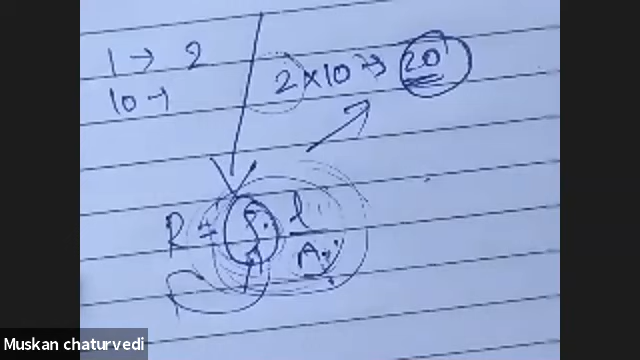 1 → 2
2 × 10 → 20
10 →
R = ρ l
A
Muskan chaturvedi